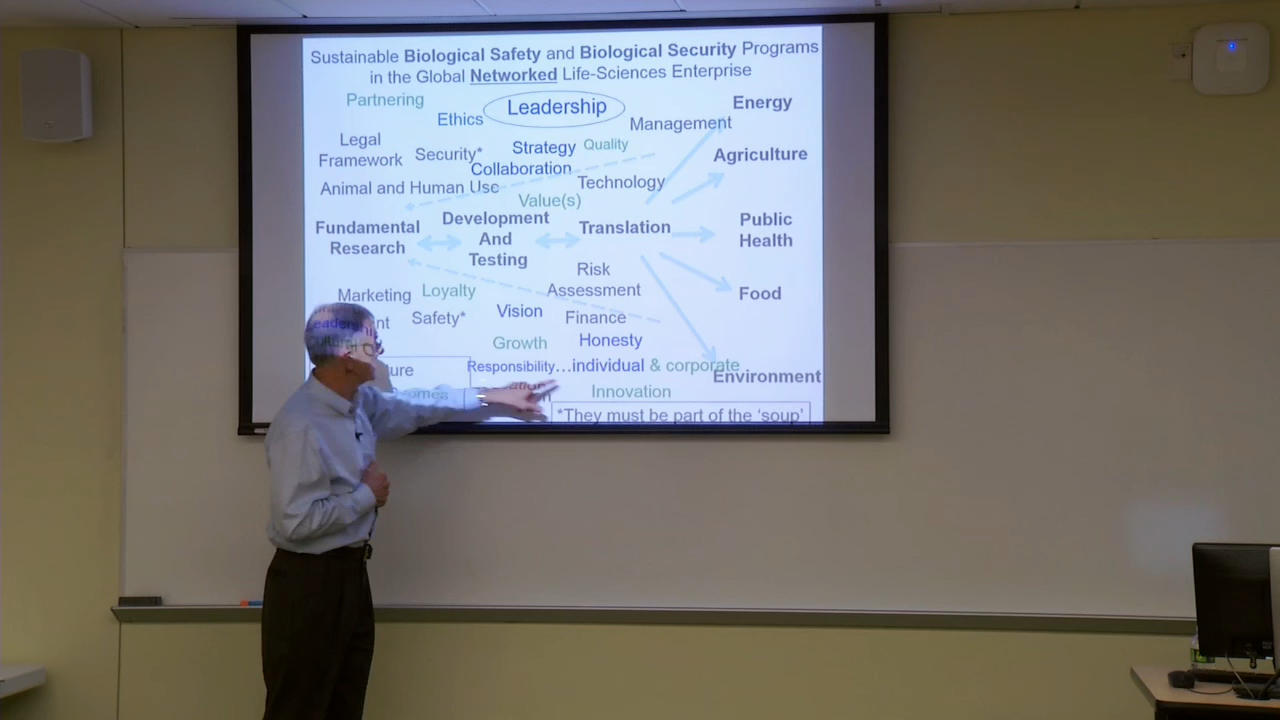 Sustainable Biological Safety and Biological Security Programs
in the Global Networked Life-Sciences Enterprise
Partnering
Leadership
Energy
Ethics
Management
Legal
Framework
Security*
Strategy
Quality
Collaboration
Agriculture
Animal and Human Use
Technology
Value(s)
Fundamental
Research
Development
And
Testing
Translation
Public
Health
Risk
Assessment
Marketing
Loyalty
Food
Safety*
Vision
Finance
Growth
Honesty
Responsibility…individual & corporate
Environment
Innovation
*They must be part of the 'soup'